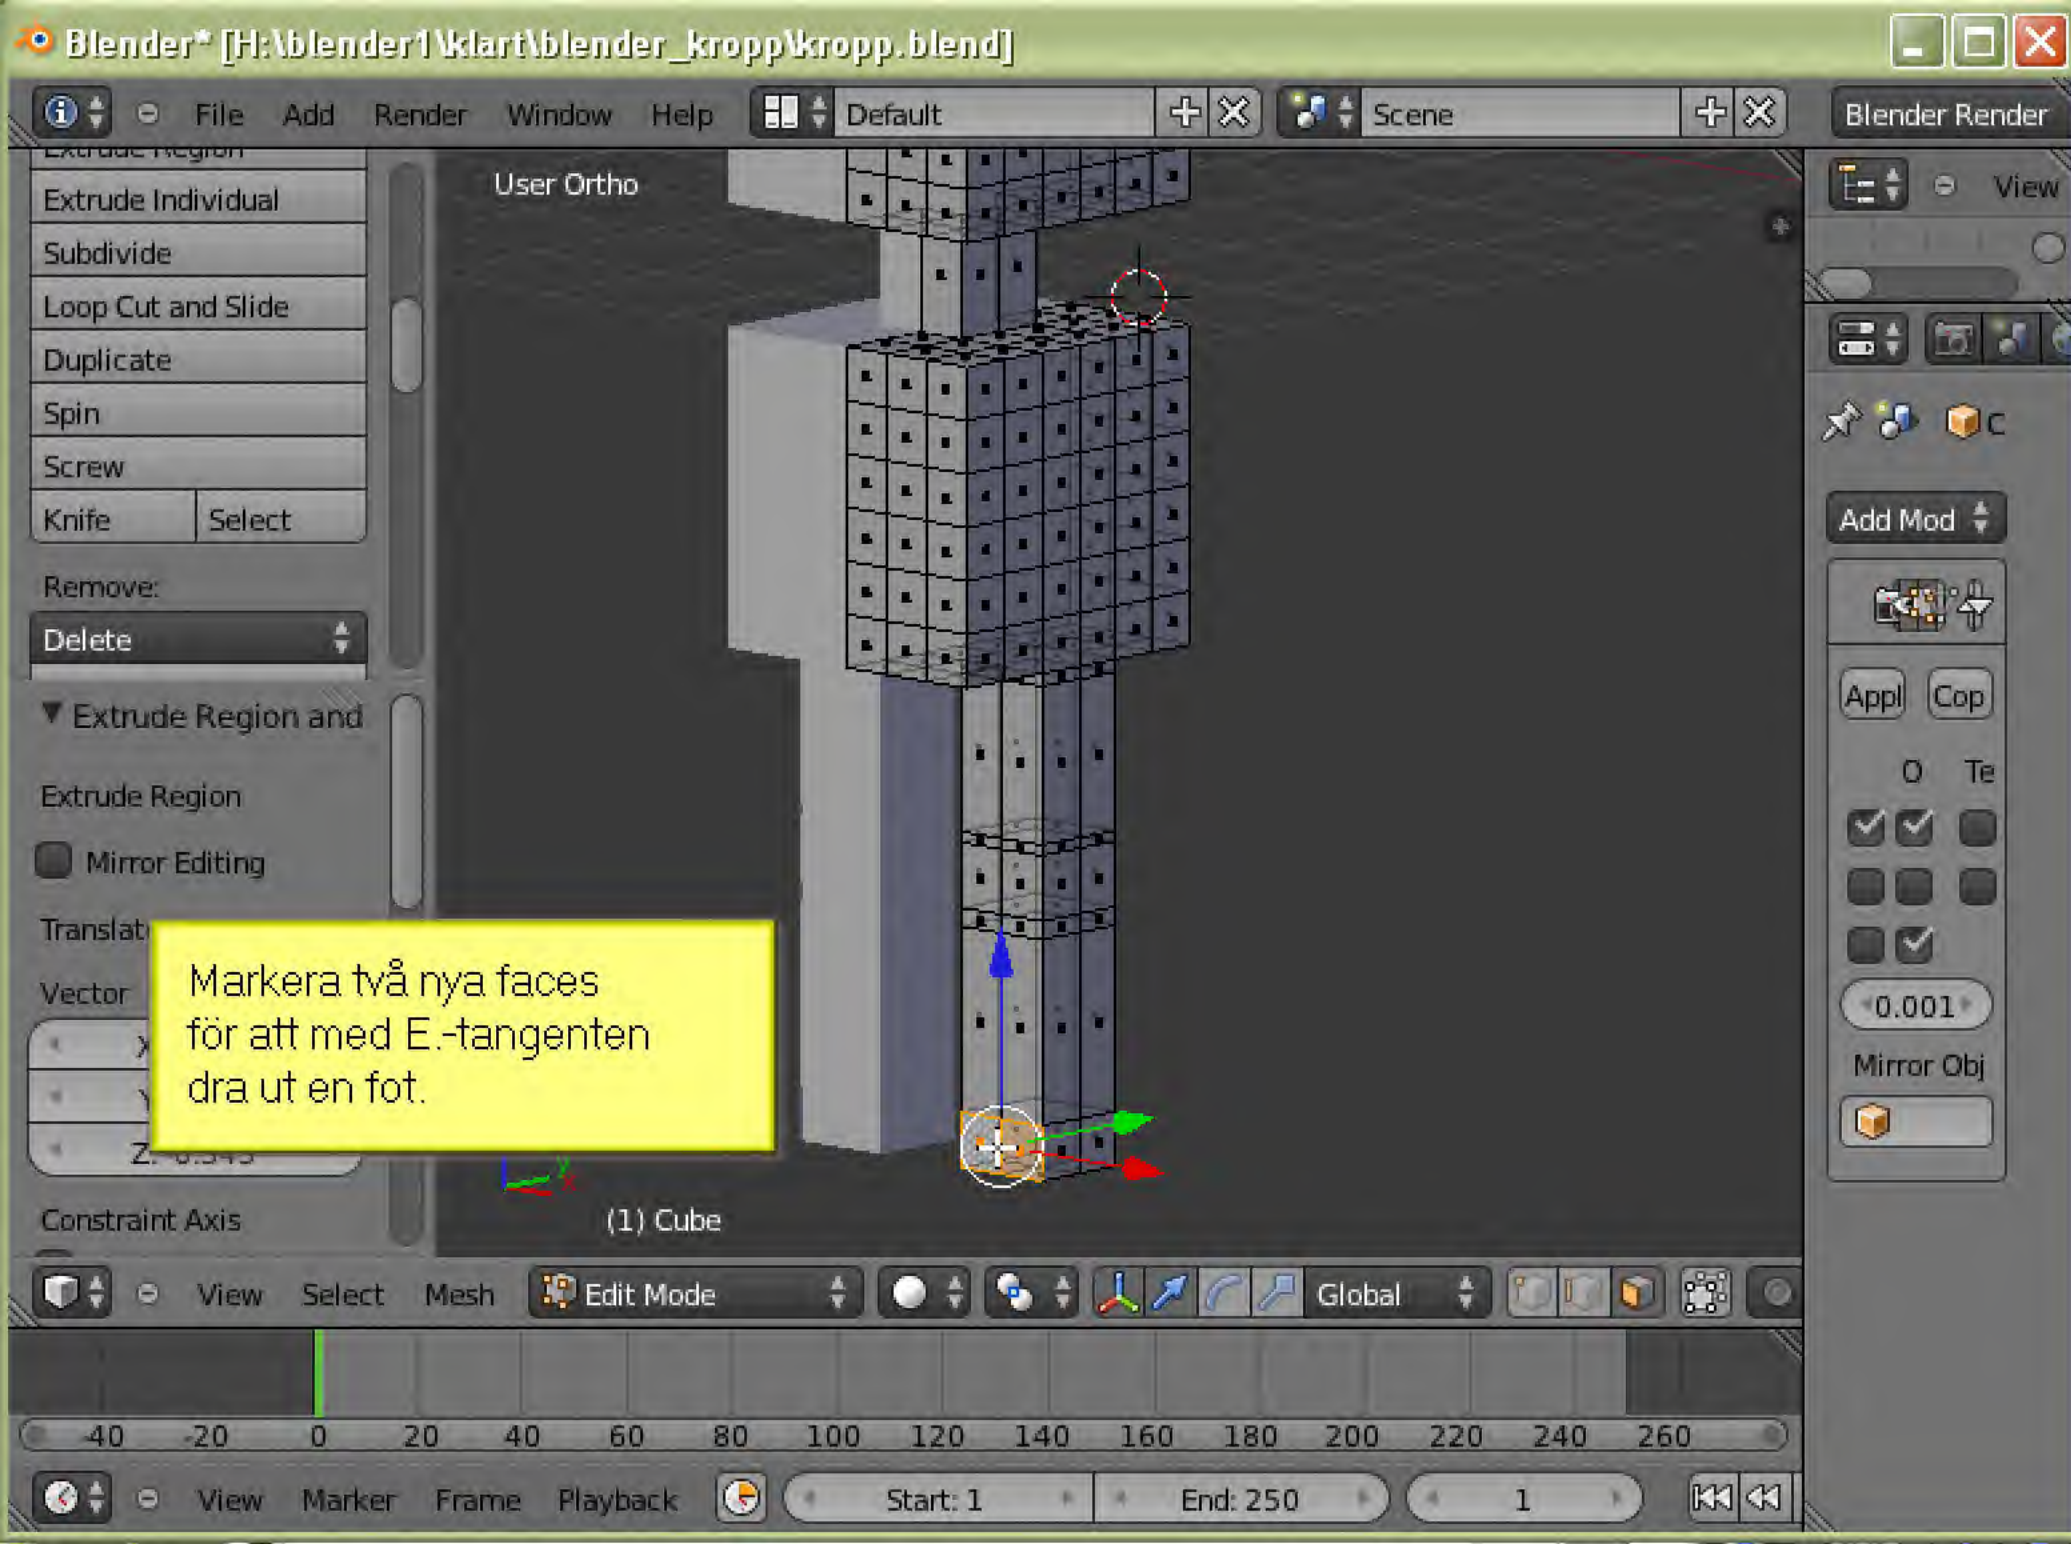 Blender* [H:\blender1\klart\blender_kropp\kropp.blend]
File Add Render Window Help Default Scene Blender Render
Extrude Region
Extrude Individual
Subdivide
Loop Cut and Slide
Duplicate
Spin
Screw
Knife Select
Remove:
Delete
Extrude Region and
Extrude Region
Mirror Editing
Translat
Vector
Constraint Axis
User Ortho
Markera två nya faces
för att med E.-tangenten
dra ut en fot.
(1) Cube
View
C
Add Mod
Appl Cop
O Te
0.001
Mirror Obj
View Select Mesh Edit Mode Global
-40 -20 0 20 40 60 80 100 120 140 160 180 200 220 240 260
View Marker Frame Playback Start: 1 End: 250 1